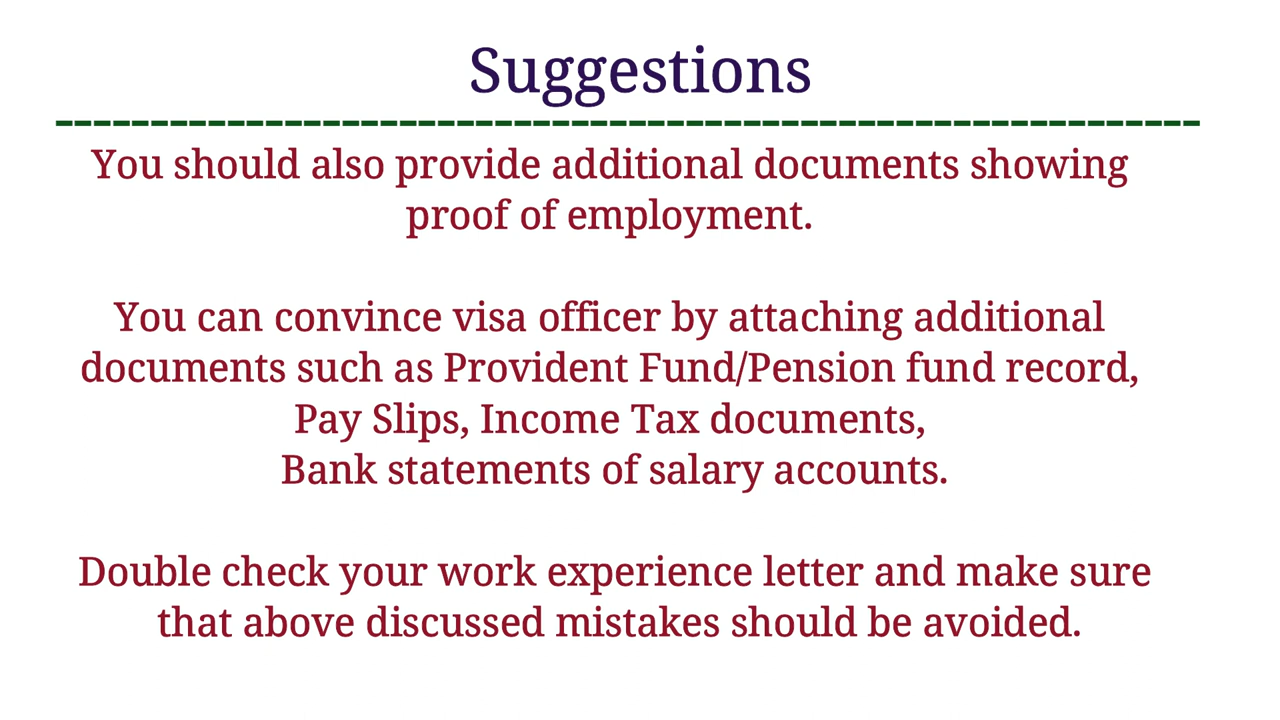 Suggestions
You should also provide additional documents showing
proof of employment.
You can convince visa officer by attaching additional
documents such as Provident Fund/Pension fund record,
Pay Slips, Income Tax documents,
Bank statements of salary accounts.
Double check your work experience letter and make sure
that above discussed mistakes should be avoided.